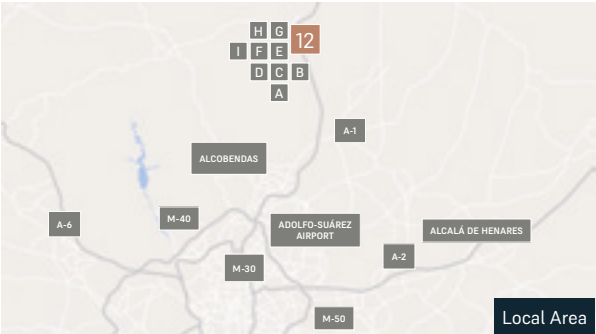 H G
12
I F E
D C B
A
A-1
ALCOBENDAS
M-40
A-6
ADOLFO-SUÁREZ
AIRPORT
ALCALÁ DE HENARES
A-2
M-30
M-50
Local Area